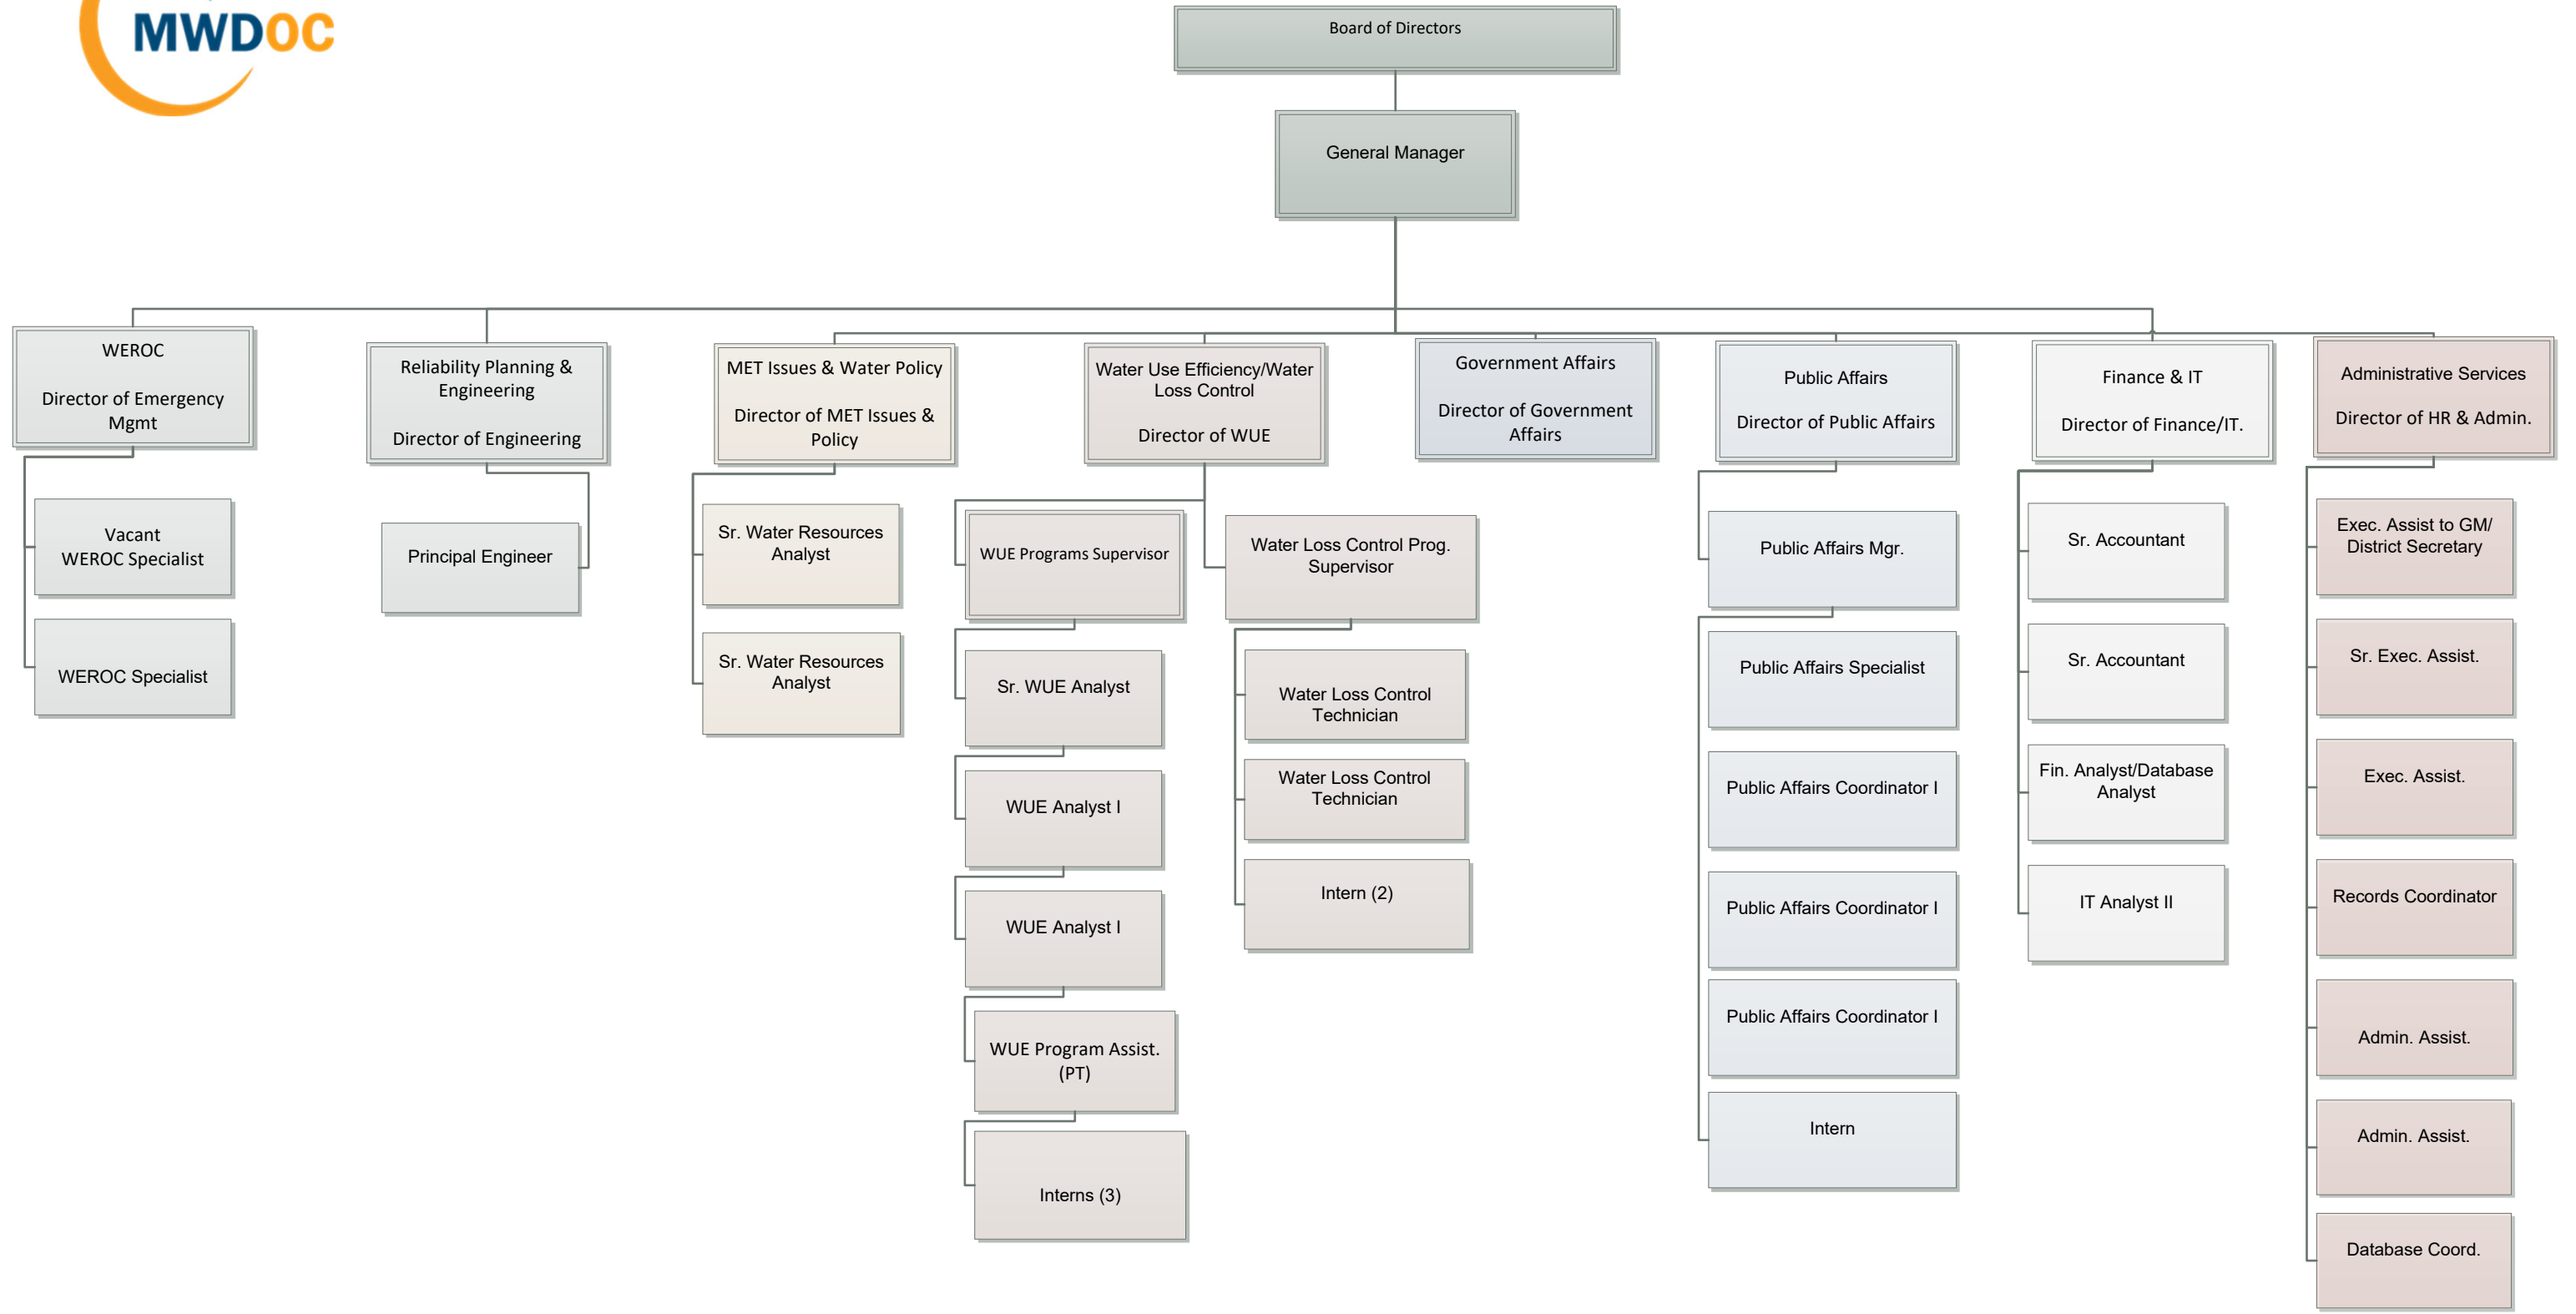 MWDOC
Board of Directors
General Manager
WEROC
Director of Emergency
Mgmt
Reliability Planning &
Engineering
Director of Engineering
MET Issues & Water Policy
Director of MET Issues &
Policy
Water Use Efficiency/Water
Loss Control
Director of WUE
Government Affairs
Director of Government
Affairs
Public Affairs
Director of Public Affairs
Finance & IT
Director of Finance/IT.
Administrative Services
Director of HR & Admin.
Vacant
WEROC Specialist
WEROC Specialist
Principal Engineer
Sr. Water Resources
Analyst
Sr. Water Resources
Analyst
WUE Programs Supervisor
Sr. WUE Analyst
WUE Analyst I
WUE Analyst I
WUE Program Assist.
(PT)
Interns (3)
Water Loss Control Prog.
Supervisor
Water Loss Control
Technician
Water Loss Control
Technician
Intern (2)
Public Affairs Mgr.
Public Affairs Specialist
Public Affairs Coordinator I
Public Affairs Coordinator I
Public Affairs Coordinator I
Intern
Sr. Accountant
Sr. Accountant
Fin. Analyst/Database
Analyst
IT Analyst II
Exec. Assist to GM/
District Secretary
Sr. Exec. Assist.
Exec. Assist.
Records Coordinator
Admin. Assist.
Admin. Assist.
Database Coord.